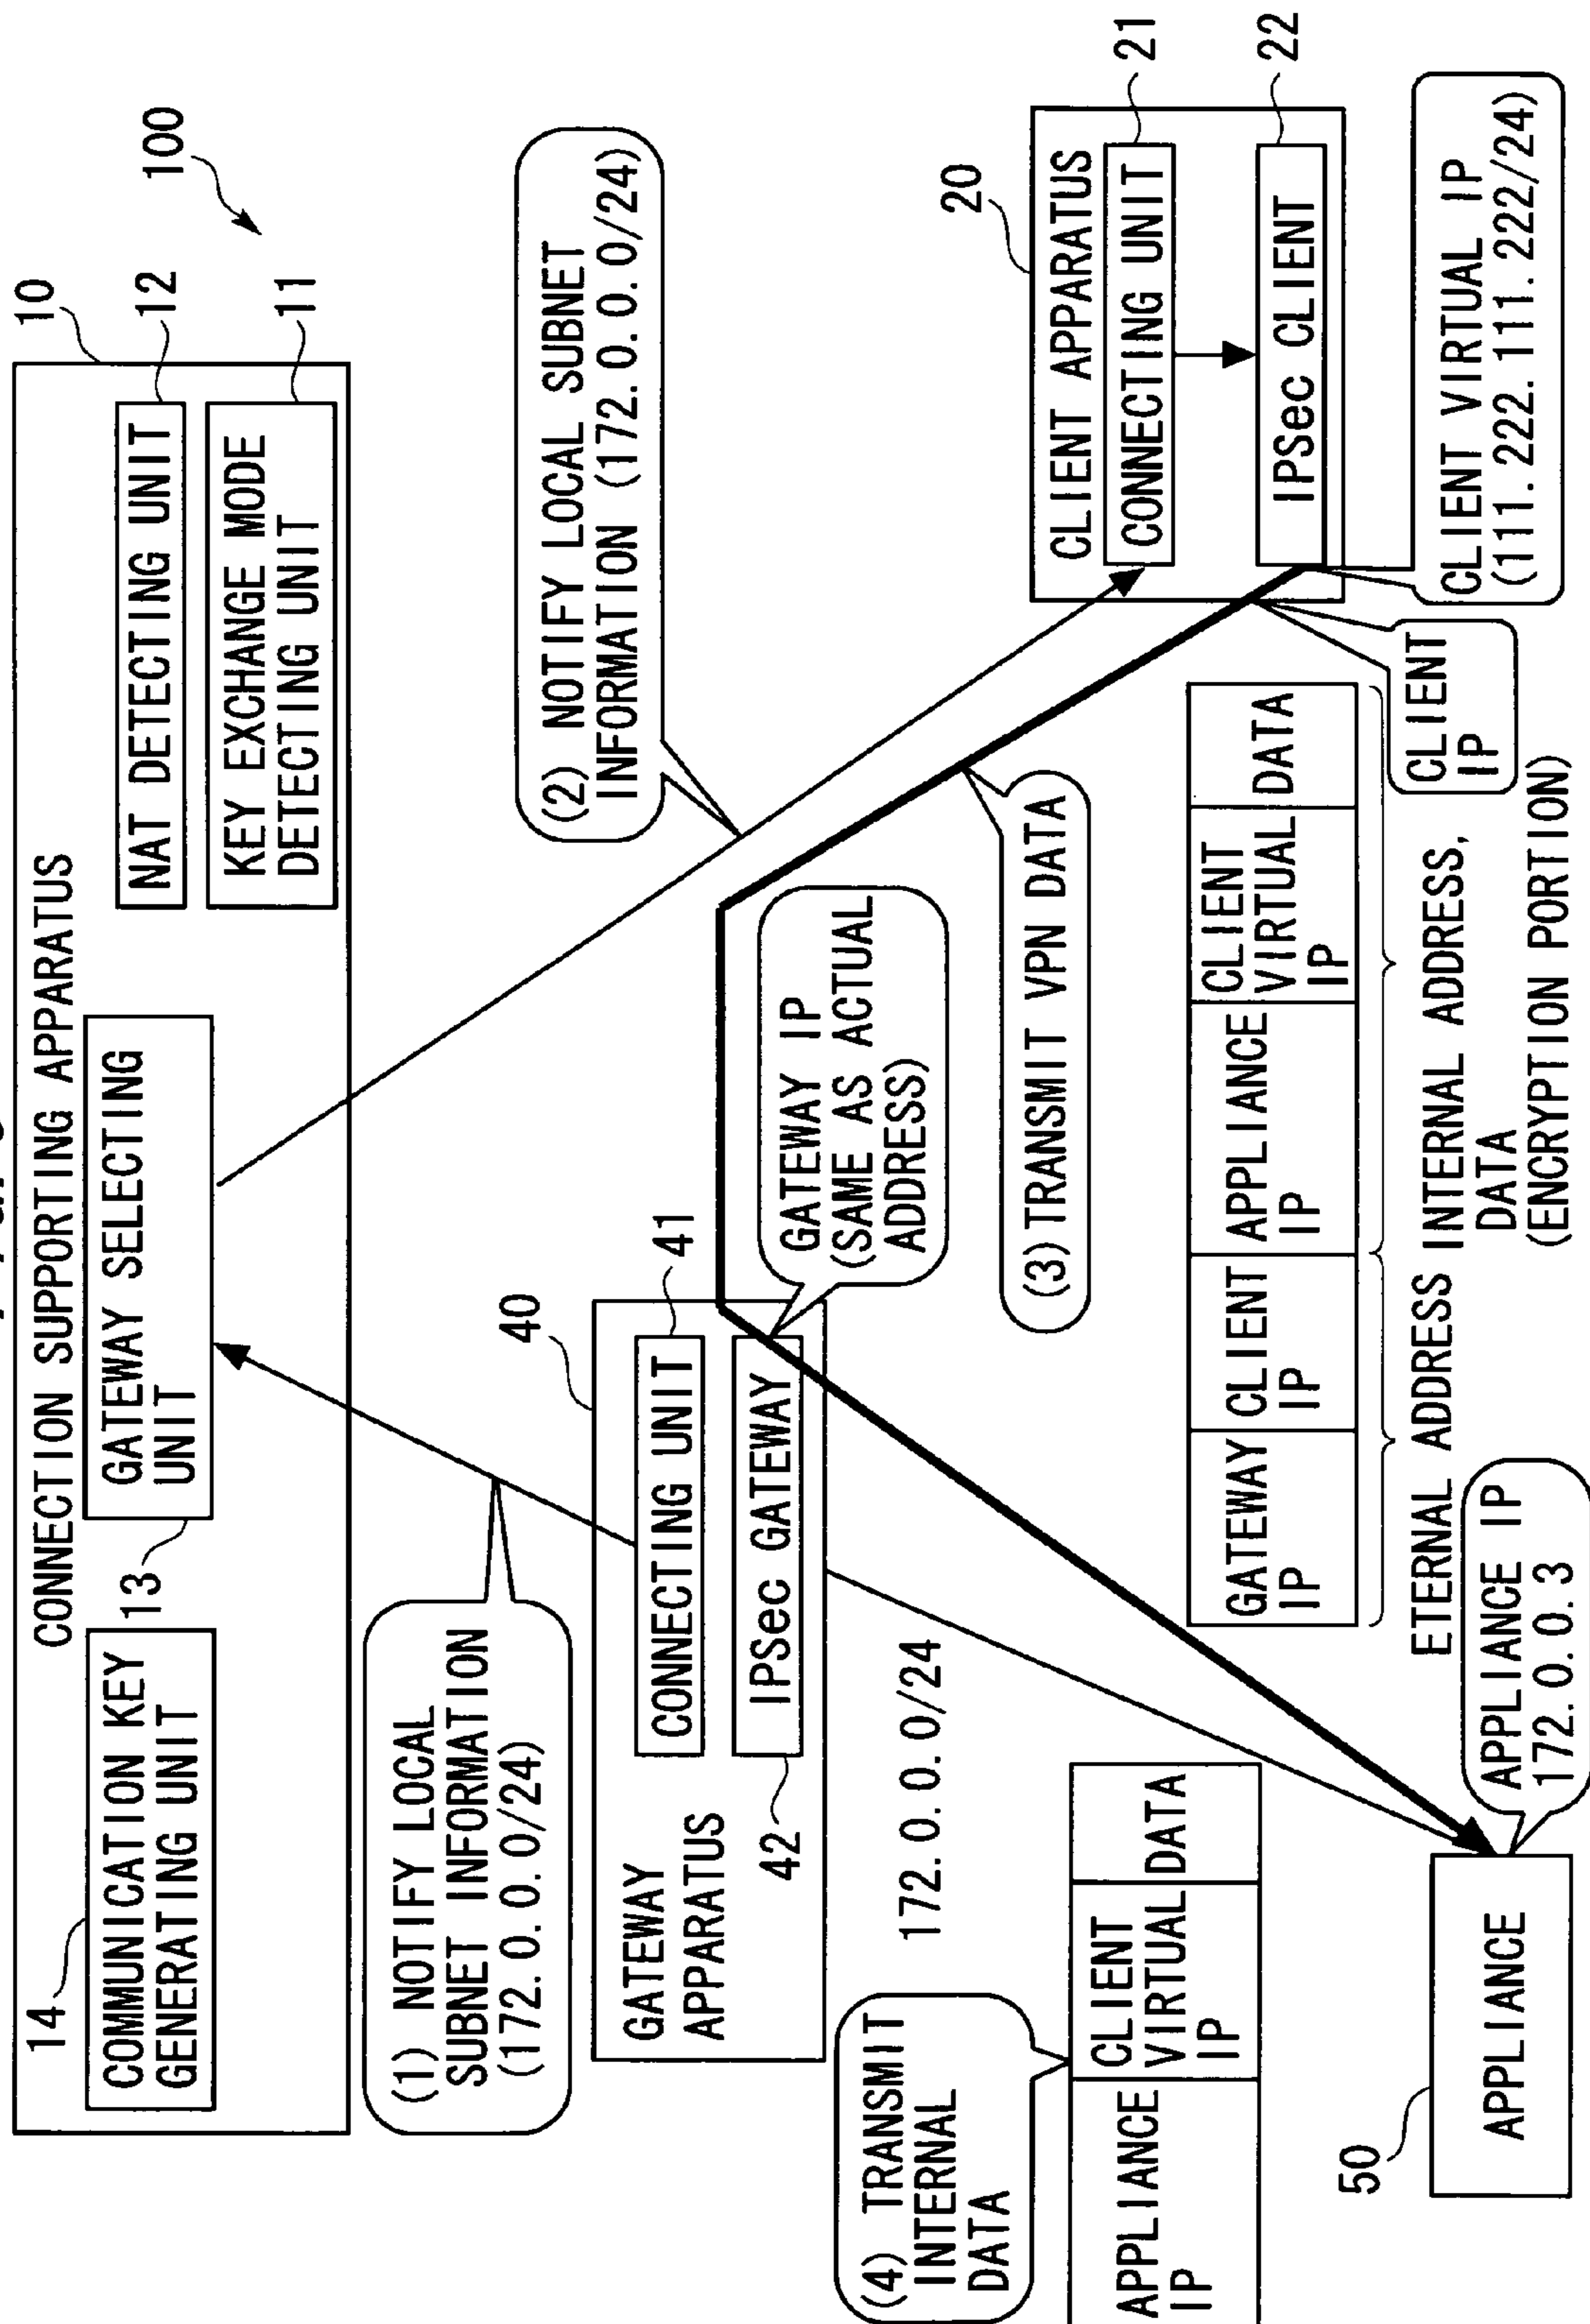 100
CONNECTION SUPPORTING APPARATUS
10
14
COMMUNICATION KEY
GENERATING UNIT
13
GATEWAY SELECTING
UNIT
NAT DETECTING UNIT
12
KEY EXCHANGE MODE
DETECTING UNIT
11
(1) NOTIFY LOCAL
SUBNET INFORMATION
(172.0.0.0/24)
(2) NOTIFY LOCAL SUBNET
INFORMATION (172.0.0.0/24)
40
GATEWAY
APPARATUS
CONNECTING UNIT
41
IPSec GATEWAY
42
GATEWAY IP
(SAME AS ACTUAL
ADDRESS)
172.0.0.0/24
(3)TRANSMIT VPN DATA
20
CLIENT APPARATUS
CONNECTING UNIT
21
IPSec CLIENT
22
CLIENT
IP
CLIENT VIRTUAL IP
(111.222.111.222/24)
(4) TRANSMIT
INTERNAL
DATA
APPLIANCE
IP
CLIENT
VIRTUAL
IP
DATA
GATEWAY
IP
CLIENT
IP
APPLIANCE
IP
CLIENT
VIRTUAL
IP
DATA
ETERNAL ADDRESS
INTERNAL ADDRESS,
DATA
(ENCRYPTION PORTION)
50
APPLIANCE
APPLIANCE IP
172.0.0.3